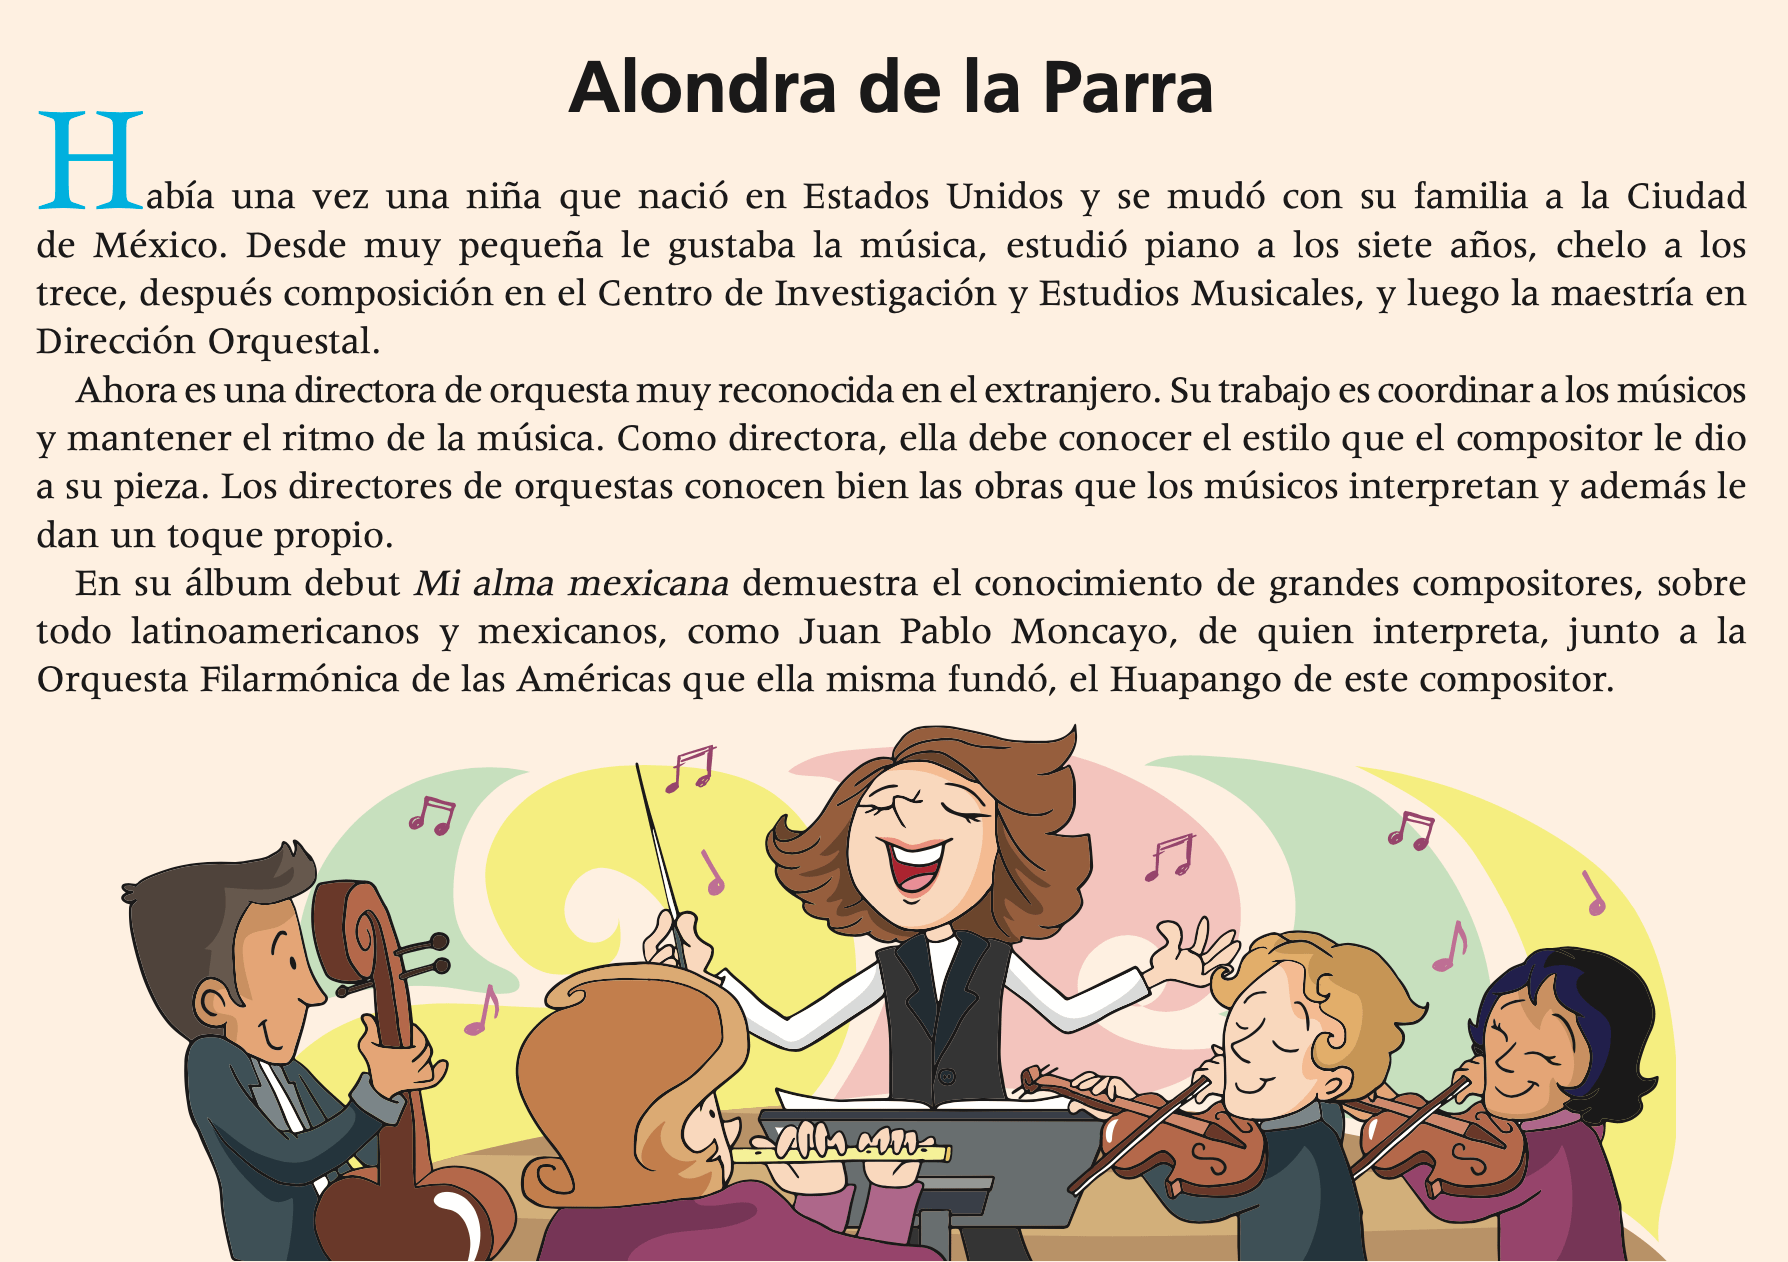 Alondra de la Parra
Había una vez una niña que nació en Estados Unidos y se mudó con su familia a la Ciudad
de México. Desde muy pequeña le gustaba la música, estudió piano a los siete años, chelo a los
trece, después composición en el Centro de Investigación y Estudios Musicales, y luego la maestría en
Dirección Orquestal.
Ahora es una directora de orquesta muy reconocida en el extranjero. Su trabajo es coordinar a los músicos
y mantener el ritmo de la música. Como directora, ella debe conocer el estilo que el compositor le dio
a su pieza. Los directores de orquestas conocen bien las obras que los músicos interpretan y además le
dan un toque propio.
En su álbum debut Mi alma mexicana demuestra el conocimiento de grandes compositores, sobre
todo latinoamericanos y mexicanos, como Juan Pablo Moncayo, de quien interpreta, junto a la
Orquesta Filarmónica de las Américas que ella misma fundó, el Huapango de este compositor.